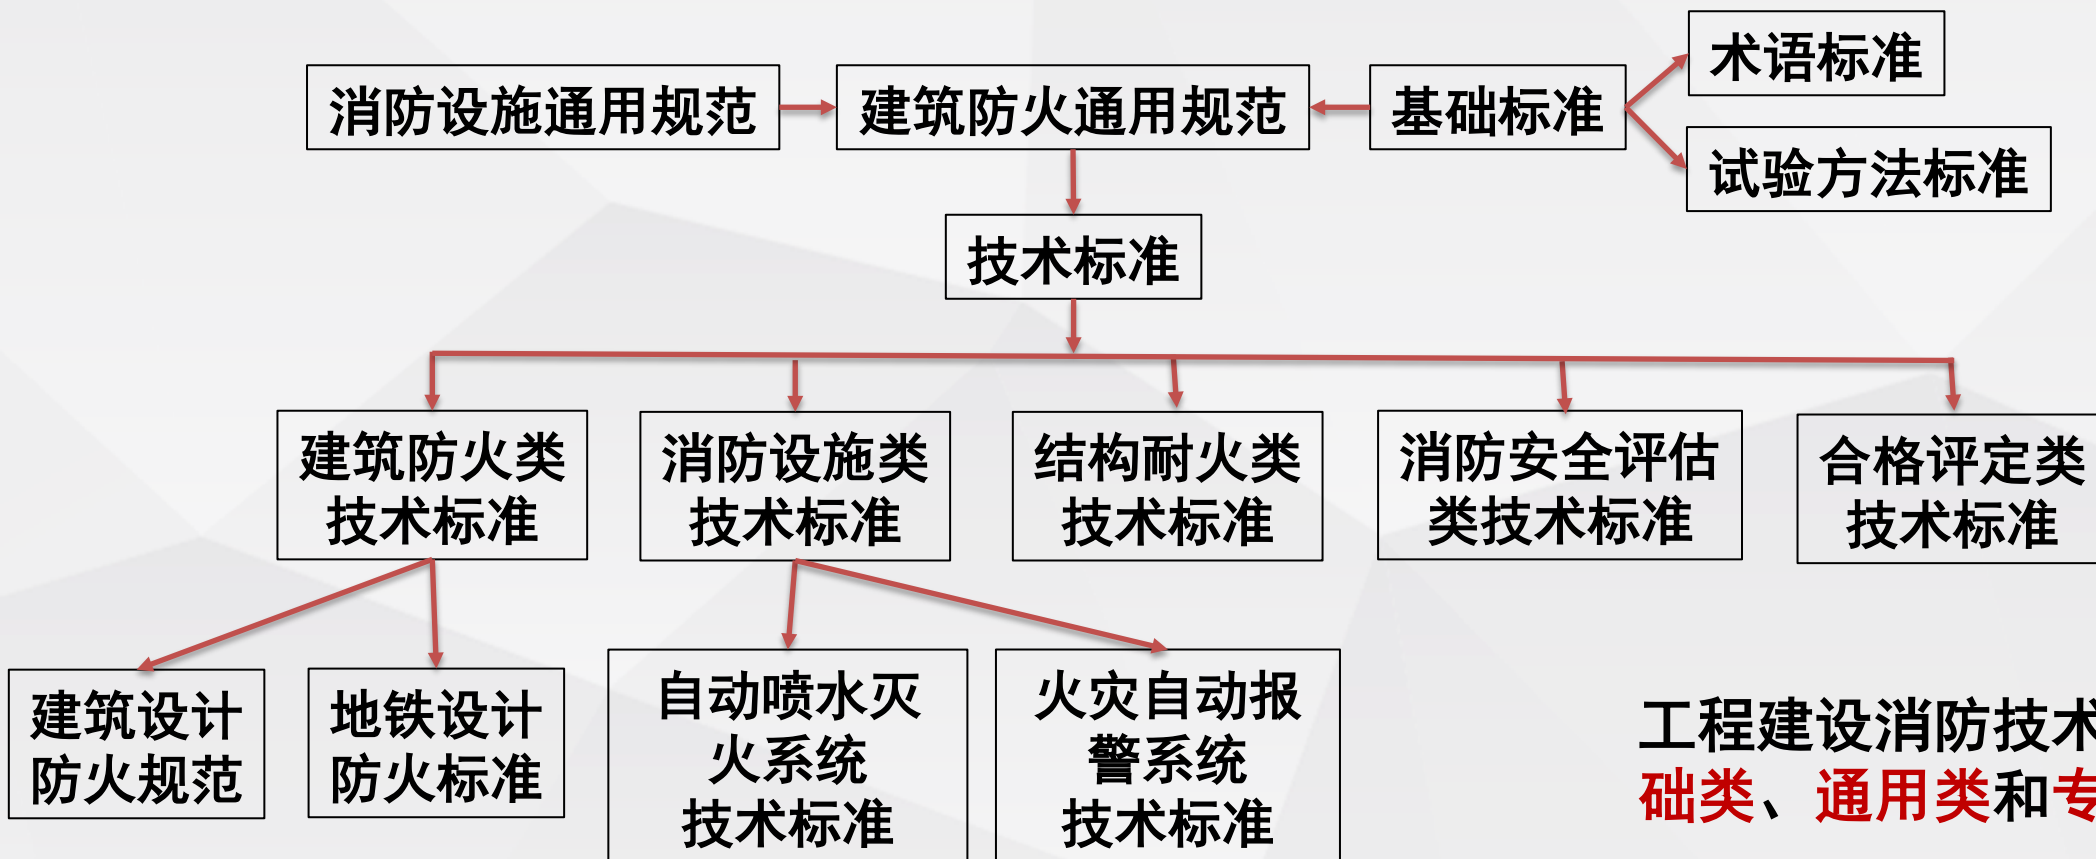 术语标准
消防设施通用规范
建筑防火通用规范
基础标准
试验方法标准
技术标准
建筑防火类
技术标准
消防设施类
技术标准
结构耐火类
技术标准
消防安全评估
类技术标准
合格评定类
技术标准
建筑设计
防火规范
地铁设计
防火标准
自动喷水灭
火系统
技术标准
火灾自动报
警系统
技术标准
工程建设消防技术
础类、通用类和专